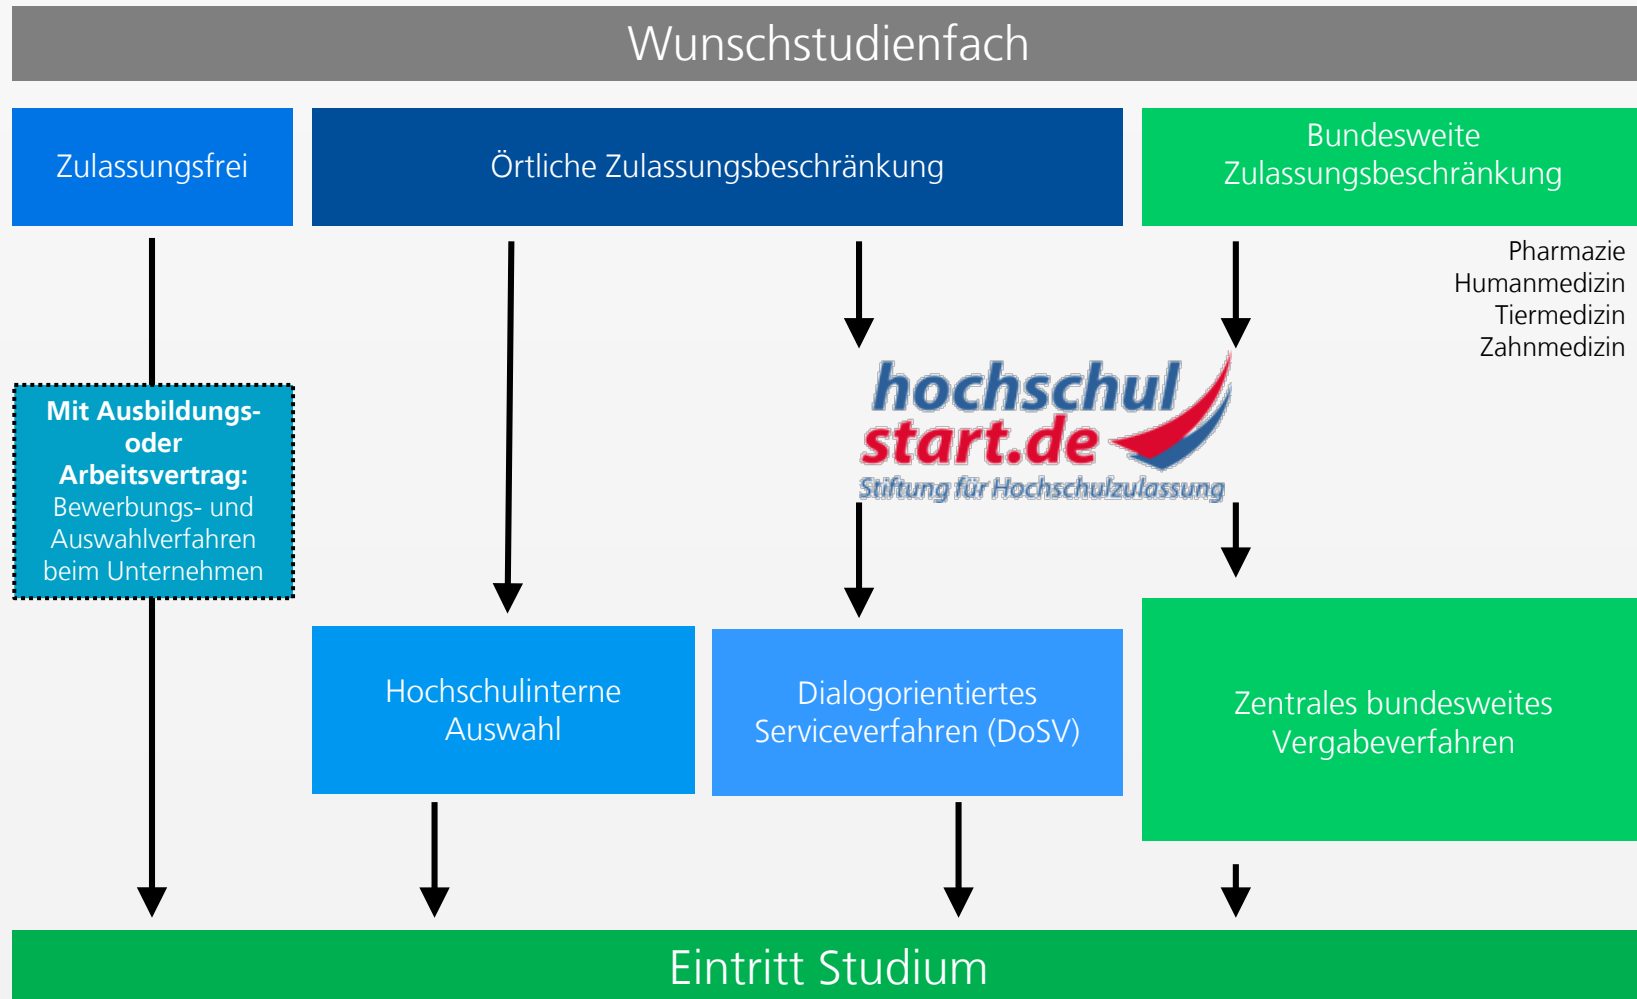 Wunschstudienfach
Zulassungsfrei
Örtliche Zulassungsbeschränkung
Bundesweite
Zulassungsbeschränkung
Pharmazie
Humanmedizin
Tiermedizin
Zahnmedizin
hochschul
start.de
Stiftung für Hochschulzulassung
Mit Ausbildungs-
oder
Arbeitsvertrag:
Bewerbungs- und
Auswahlverfahren
beim Unternehmen
Hochschulinterne
Auswahl
Dialogorientiertes
Serviceverfahren (DoSV)
Zentrales bundesweites
Vergabeverfahren
Eintritt Studium